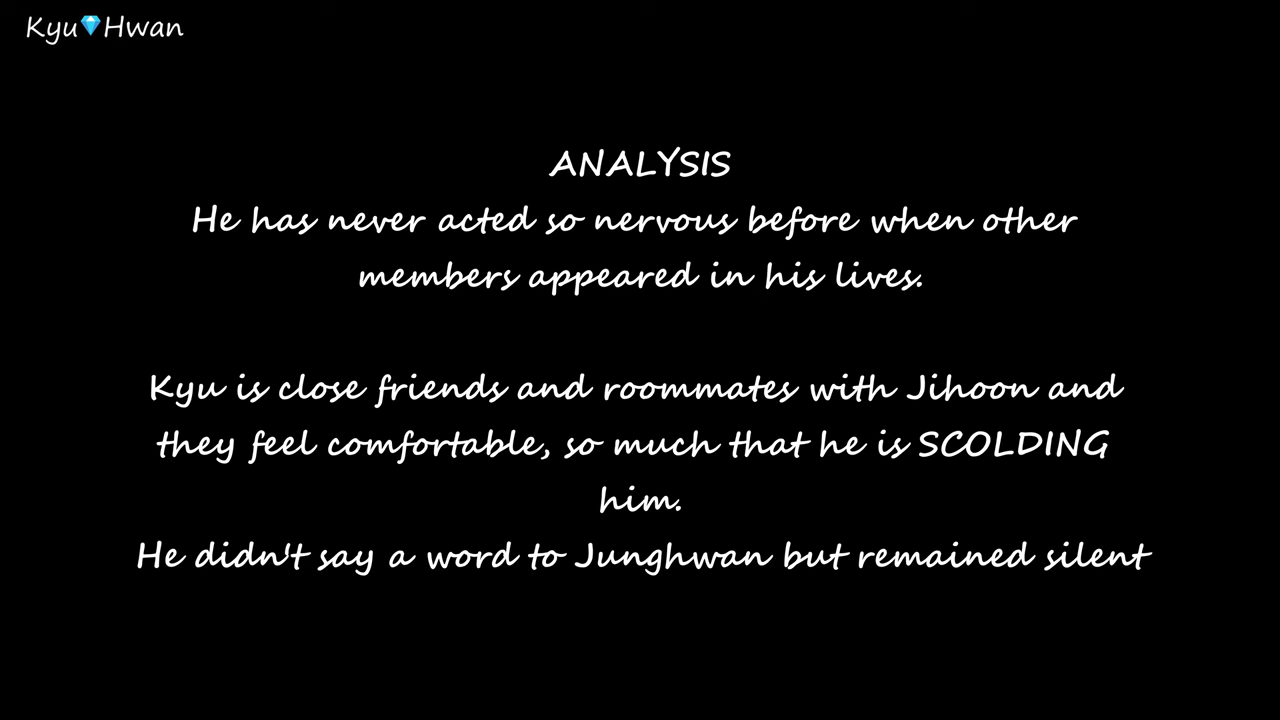 Kyu💎Hwan
ANALYSIS
He has never acted so nervous before when other
members appeared in his lives.
Kyu is close friends and roommates with Jihoon and
they feel comfortable, so much that he is SCOLDING
him.
He didn't say a word to Junghwan but remained silent